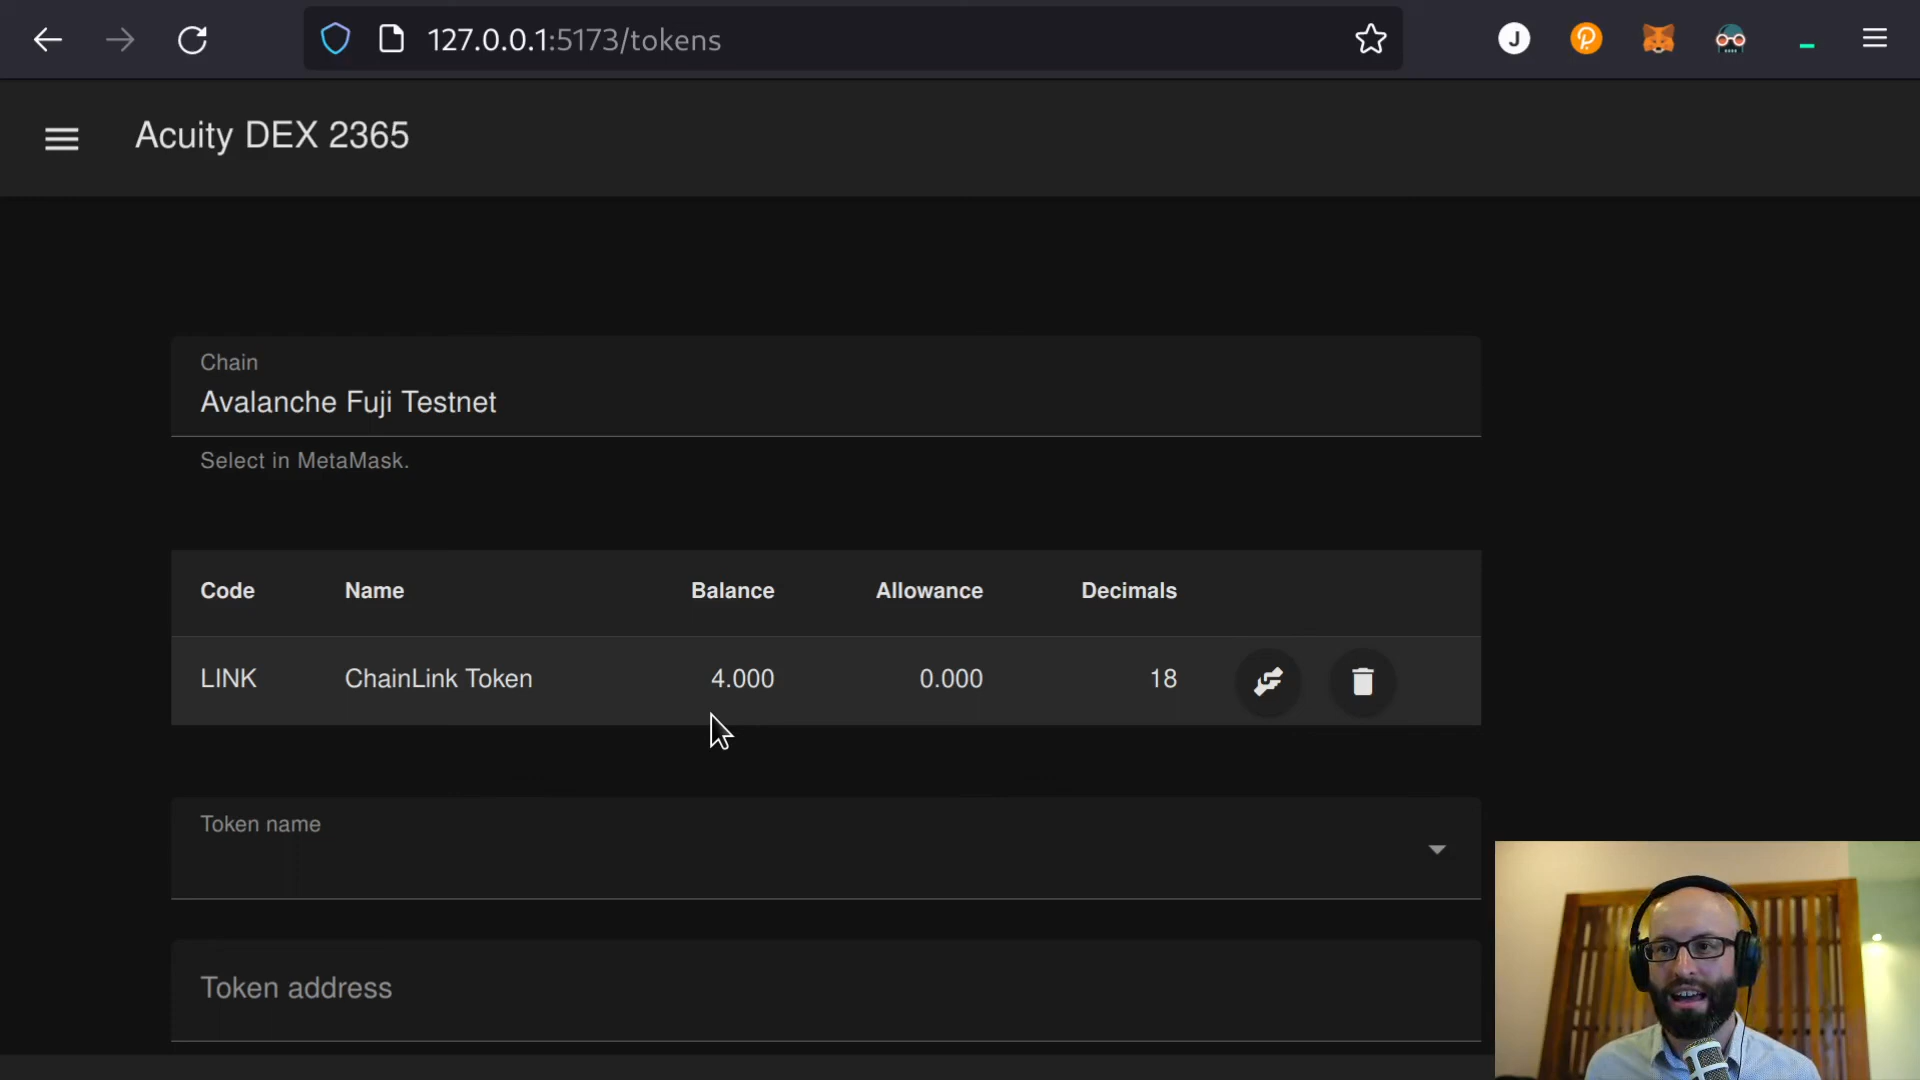 127.0.0.1:5173/tokens
J
Acuity DEX 2365
Chain
Avalanche Fuji Testnet
Select in MetaMask.
Code Name Balance Allowance Decimals
LINK ChainLink Token 4.000 0.000 18
Token name
Token address